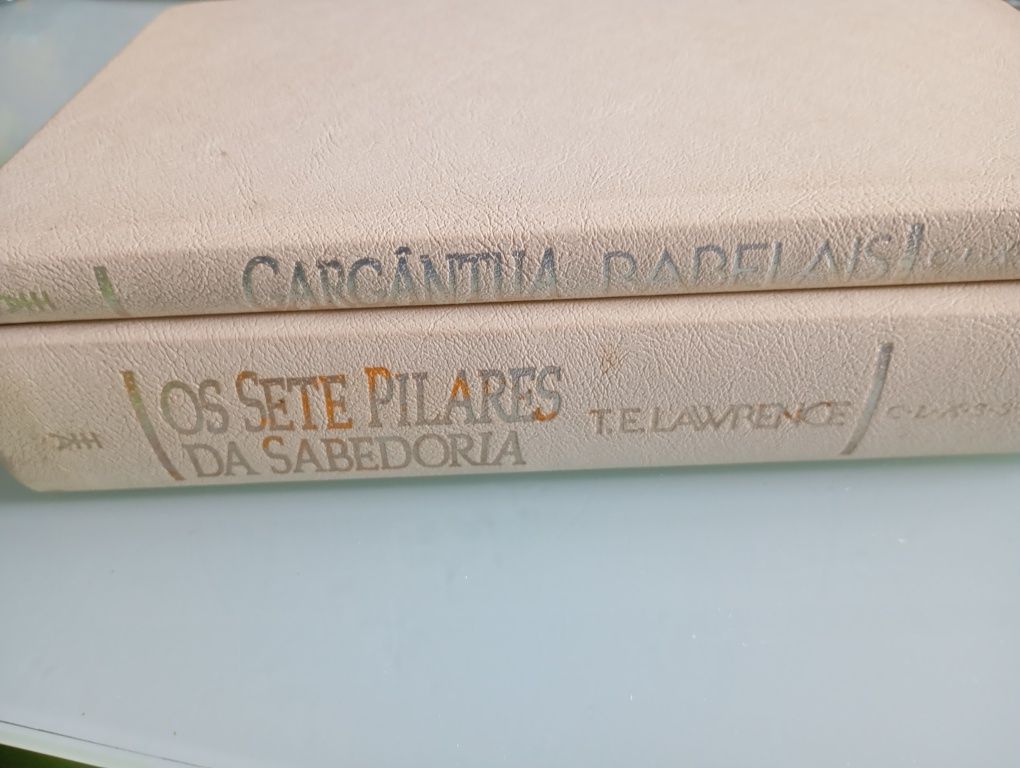 GARGÂNTUA RABELAIS
OS SETE PILARES
DA SABEDORIA
T. E. LAWRENCE